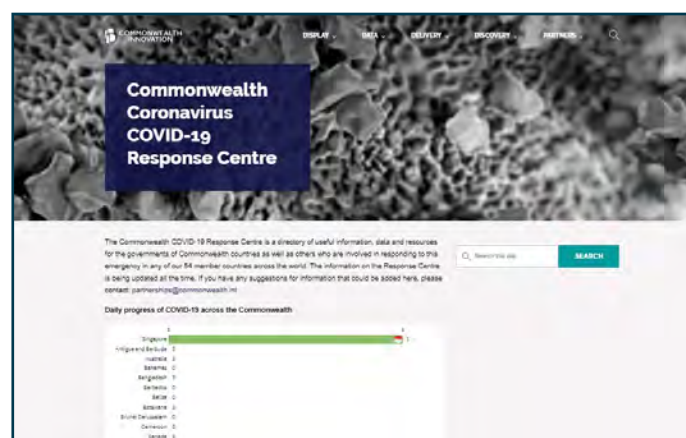 COMMONWEALTH
INNOVATION
DISPLAY
DATA
DELIVERY
DISCOVERY
PARTNERS
Commonwealth
Coronavirus
COVID-19
Response Centre
The Commonwealth COVID-19 Response Centre is a directory of useful information, data and resources
for the governments of Commonwealth countries as well as others who are involved in responding to this
emergency in any of our 54 member countries across the world. The information on the Response Centre
is being updated all the time. If you have any suggestions for information that could be added here, please
contact: partnerships@commonwealth.int
Search this site
SEARCH
Daily progress of COVID-19 across the Commonwealth
Singapore
Antigua and Barbuda
Australia
Bahamas
Bangladesh
Barbados
Belize
Botswana
Brunei Darussalam
Cameroon
Canada